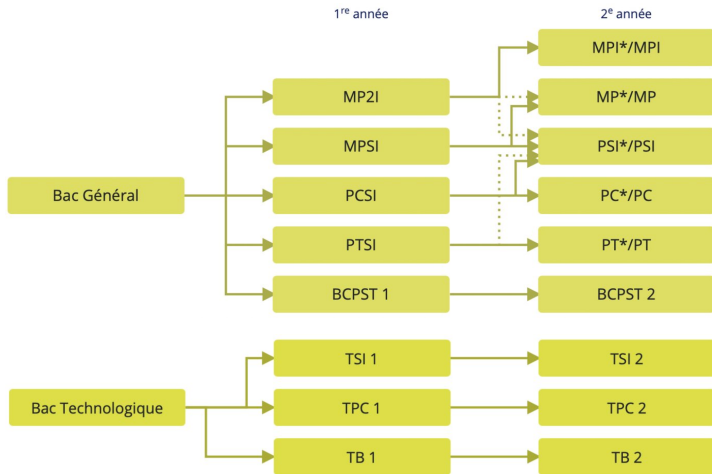 1re année
2e année
MPI*/MPI
MP2I
MP*/MP
MPSI
PSI*/PSI
Bac Général
PCSI
PC*/PC
PTSI
PT*/PT
BCPST 1
BCPST 2
TSI 1
TSI 2
Bac Technologique
TPC 1
TPC 2
TB 1
TB 2